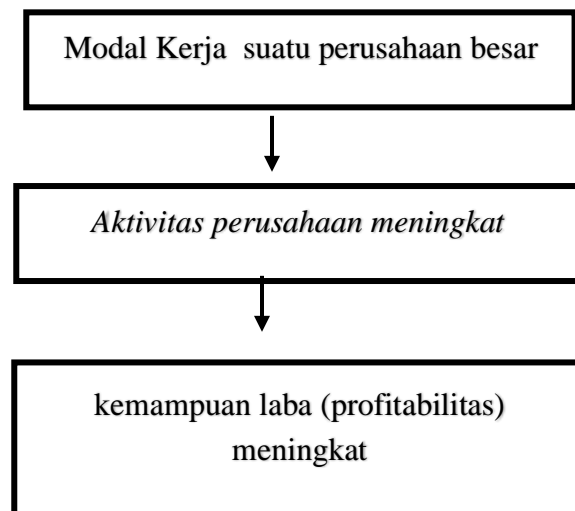 Modal Kerja  suatu perusahaan besar
Aktivitas perusahaan meningkat
kemampuan laba (profitabilitas)
meningkat